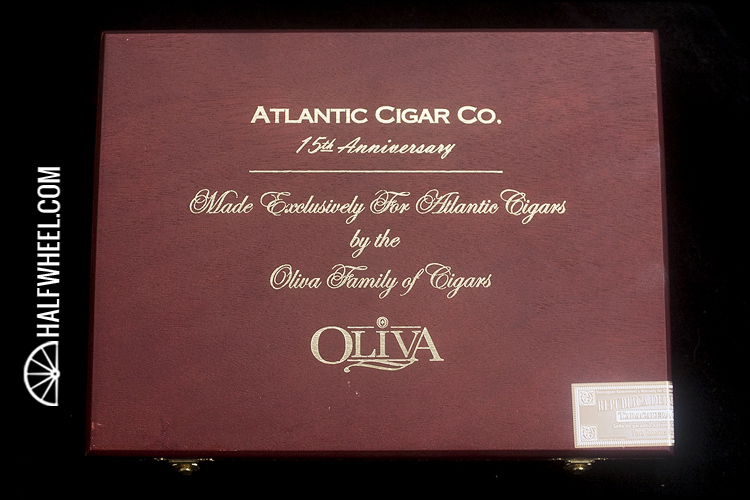 ATLANTIC CIGAR CO.
15th Anniversary
Made Exclusively For Atlantic Cigars
by the
Oliva Family of Cigars
OLIVA
HALFWHEEL.COM